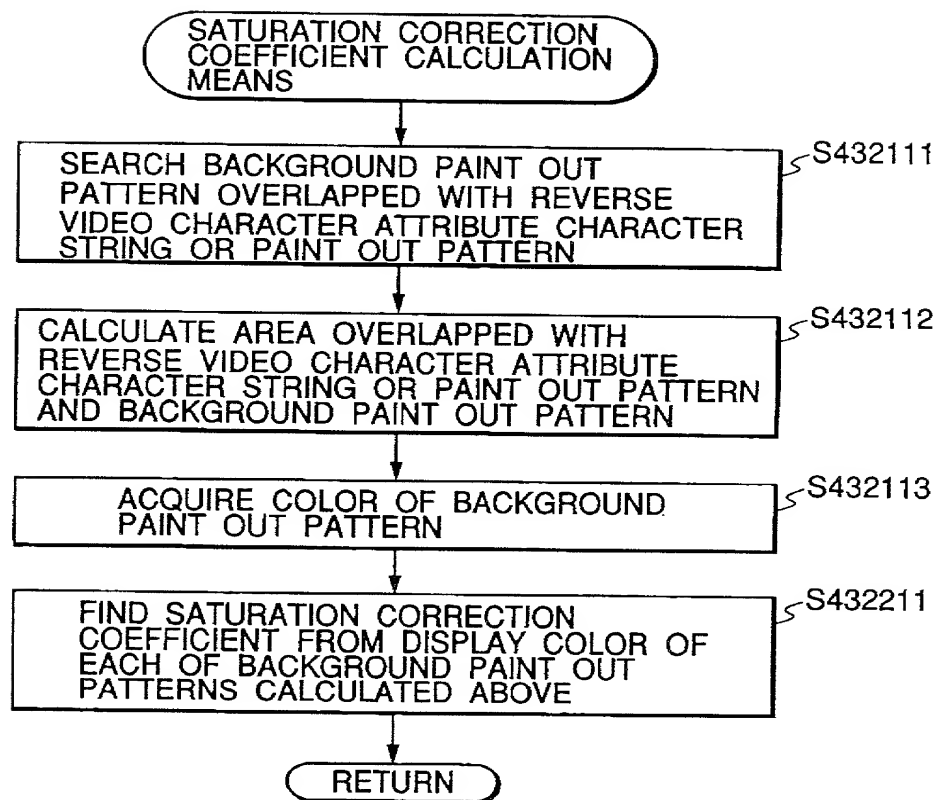 SATURATION CORRECTION
COEFFICIENT CALCULATION
MEANS
SEARCH BACKGROUND PAINT OUT
PATTERN OVERLAPPED WITH REVERSE
VIDEO CHARACTER ATTRIBUTE CHARACTER
STRING OR PAINT OUT PATTERN
S432111
CALCULATE AREA OVERLAPPED WITH
REVERSE VIDEO CHARACTER ATTRIBUTE
CHARACTER STRING OR PAINT OUT PATTERN
AND BACKGROUND PAINT OUT PATTERN
S432112
ACQUIRE COLOR OF BACKGROUND
PAINT OUT PATTERN
S432113
FIND SATURATION CORRECTION
COEFFICIENT FROM DISPLAY COLOR OF
EACH OF BACKGROUND PAINT OUT
PATTERNS CALCULATED ABOVE
S432211
RETURN